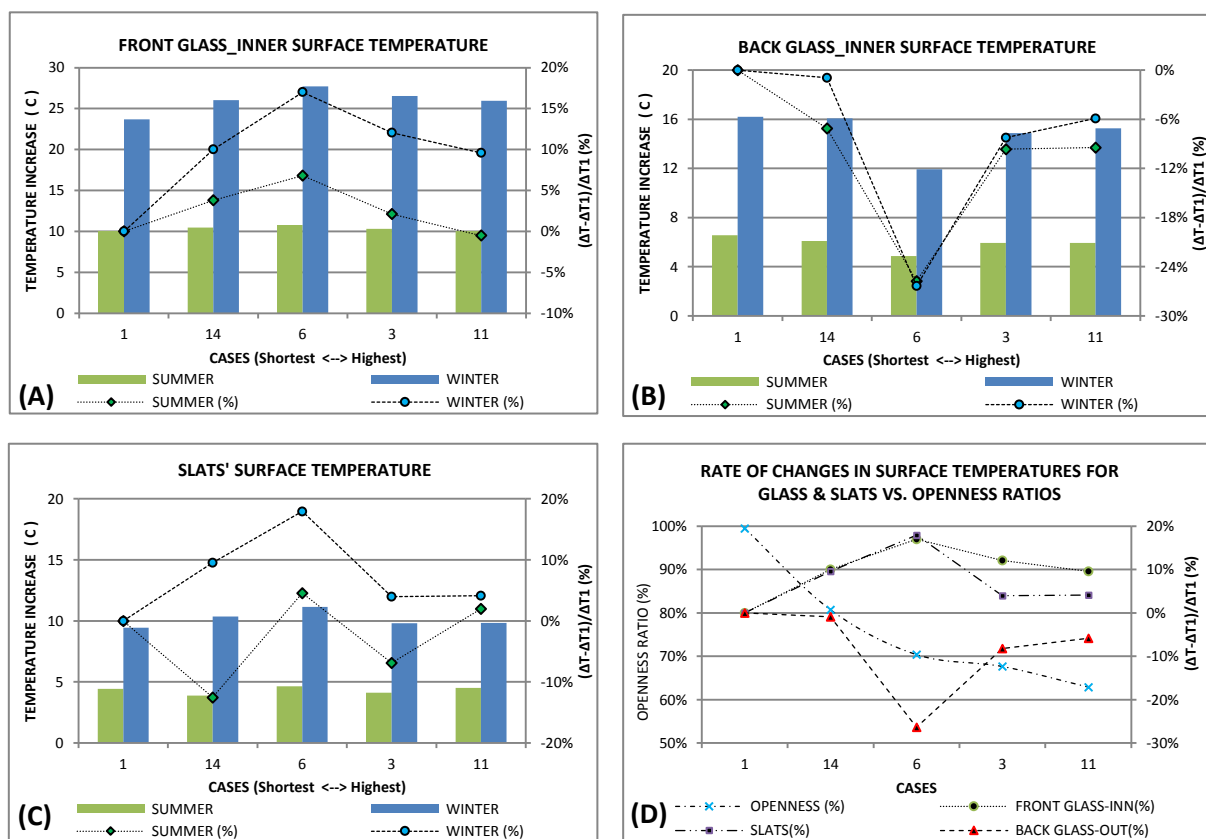 FRONT GLASS_INNER SURFACE TEMPERATURE
TEMPERATURE INCREASE ( C )
30
25
20
15
10
5
0
20%
15%
10%
5%
0%
-5%
-10%
(ΔT-ΔT1)/ΔT1 (%)
1 14 6 3 11
CASES (Shortest <--> Highest)
SUMMER WINTER
SUMMER (%) WINTER (%)
(A)
BACK GLASS_INNER SURFACE TEMPERATURE
TEMPERATURE INCREASE ( C )
20
16
12
8
4
0
0%
-6%
-12%
-18%
-24%
-30%
(ΔT-ΔT1)/ΔT1 (%)
1 14 6 3 11
CASES (Shortest <--> Highest)
SUMMER WINTER
SUMMER (%) WINTER (%)
(B)
SLATS' SURFACE TEMPERATURE
TEMPERATURE INCREASE ( C )
20
15
10
5
0
20%
10%
0%
-10%
-20%
(ΔT-ΔT1)/ΔT1 (%)
1 14 6 3 11
CASES (Shortest <--> Highest)
SUMMER WINTER
SUMMER (%) WINTER (%)
(C)
RATE OF CHANGES IN SURFACE TEMPERATURES FOR
GLASS & SLATS VS. OPENNESS RATIOS
OPENNESS RATIO (%)
100%
90%
80%
70%
60%
50%
20%
10%
0%
-10%
-20%
-30%
(ΔT-ΔT1)/ΔT1 (%)
1 14 6 3 11
CASES
OPENNESS (%) FRONT GLASS-INN(%)
SLATS(%) BACK GLASS-OUT(%)
(D)